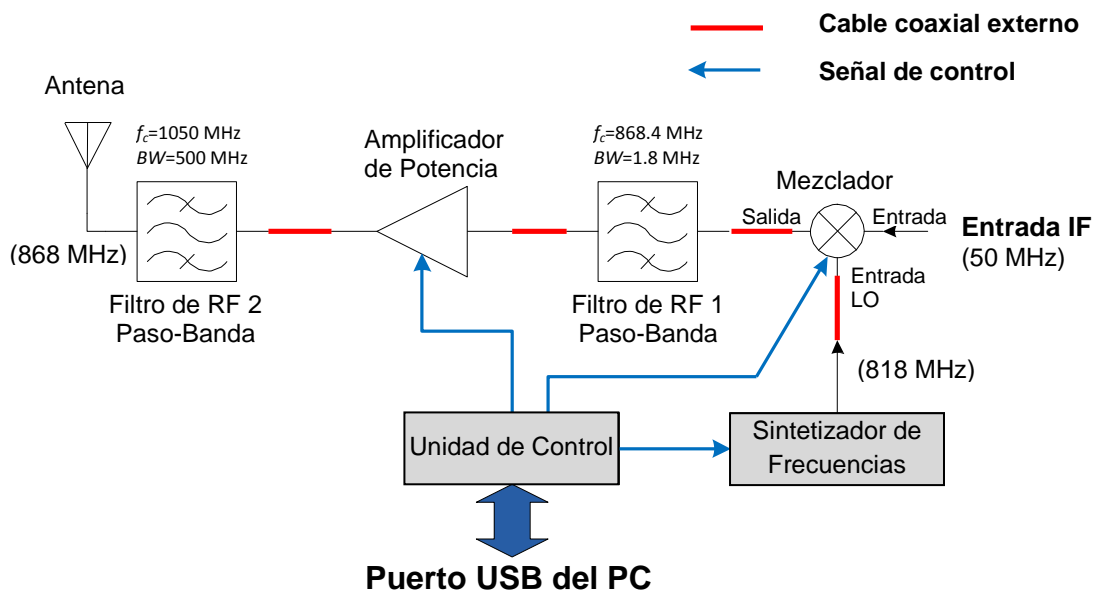 Cable coaxial externo
Señal de control
Antena
f_c=1050 MHz
BW=500 MHz
Amplificador
de Potencia
f_c=868.4 MHz
BW=1.8 MHz
Mezclador
Salida
Entrada
Entrada IF
(50 MHz)
(868 MHz)
Filtro de RF 2
Paso-Banda
Filtro de RF 1
Paso-Banda
Entrada
LO
(818 MHz)
Unidad de Control
Sintetizador de
Frecuencias
Puerto USB del PC